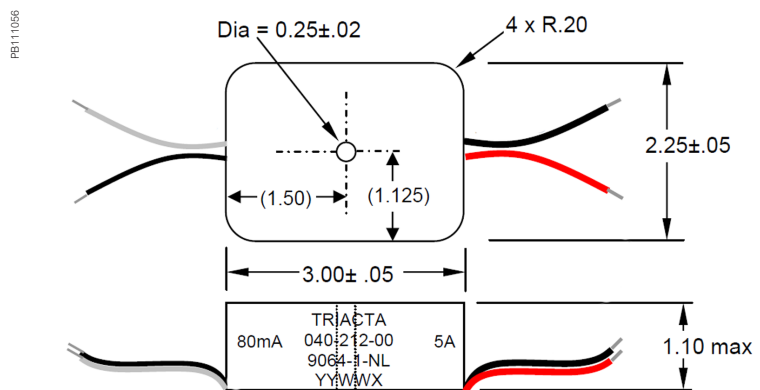 PB111056
Dia = 0.25±.02
4 x R.20
2.25±.05
(1.50)
(1.125)
3.00± .05
TRIACTA
80mA
040-212-00
5A
9064-1-NL
YYWWX
1.10 max